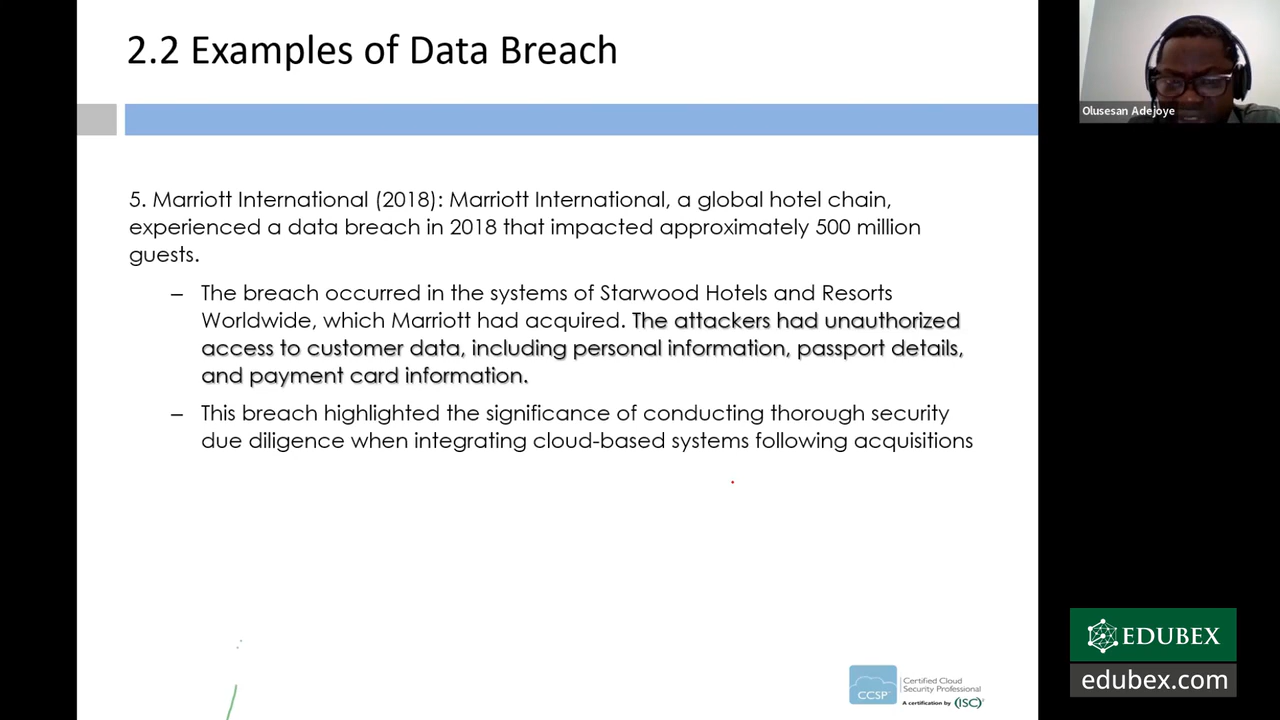 2.2 Examples of Data Breach
Olusesan Adejoye
5. Marriott International (2018): Marriott International, a global hotel chain,
experienced a data breach in 2018 that impacted approximately 500 million
guests.
– The breach occurred in the systems of Starwood Hotels and Resorts
Worldwide, which Marriott had acquired. The attackers had unauthorized
access to customer data, including personal information, passport details,
and payment card information.
– This breach highlighted the significance of conducting thorough security
due diligence when integrating cloud-based systems following acquisitions
CCSP
Certified Cloud
Security Professional
A certification by (ISC)²
EDUBEX
edubex.com